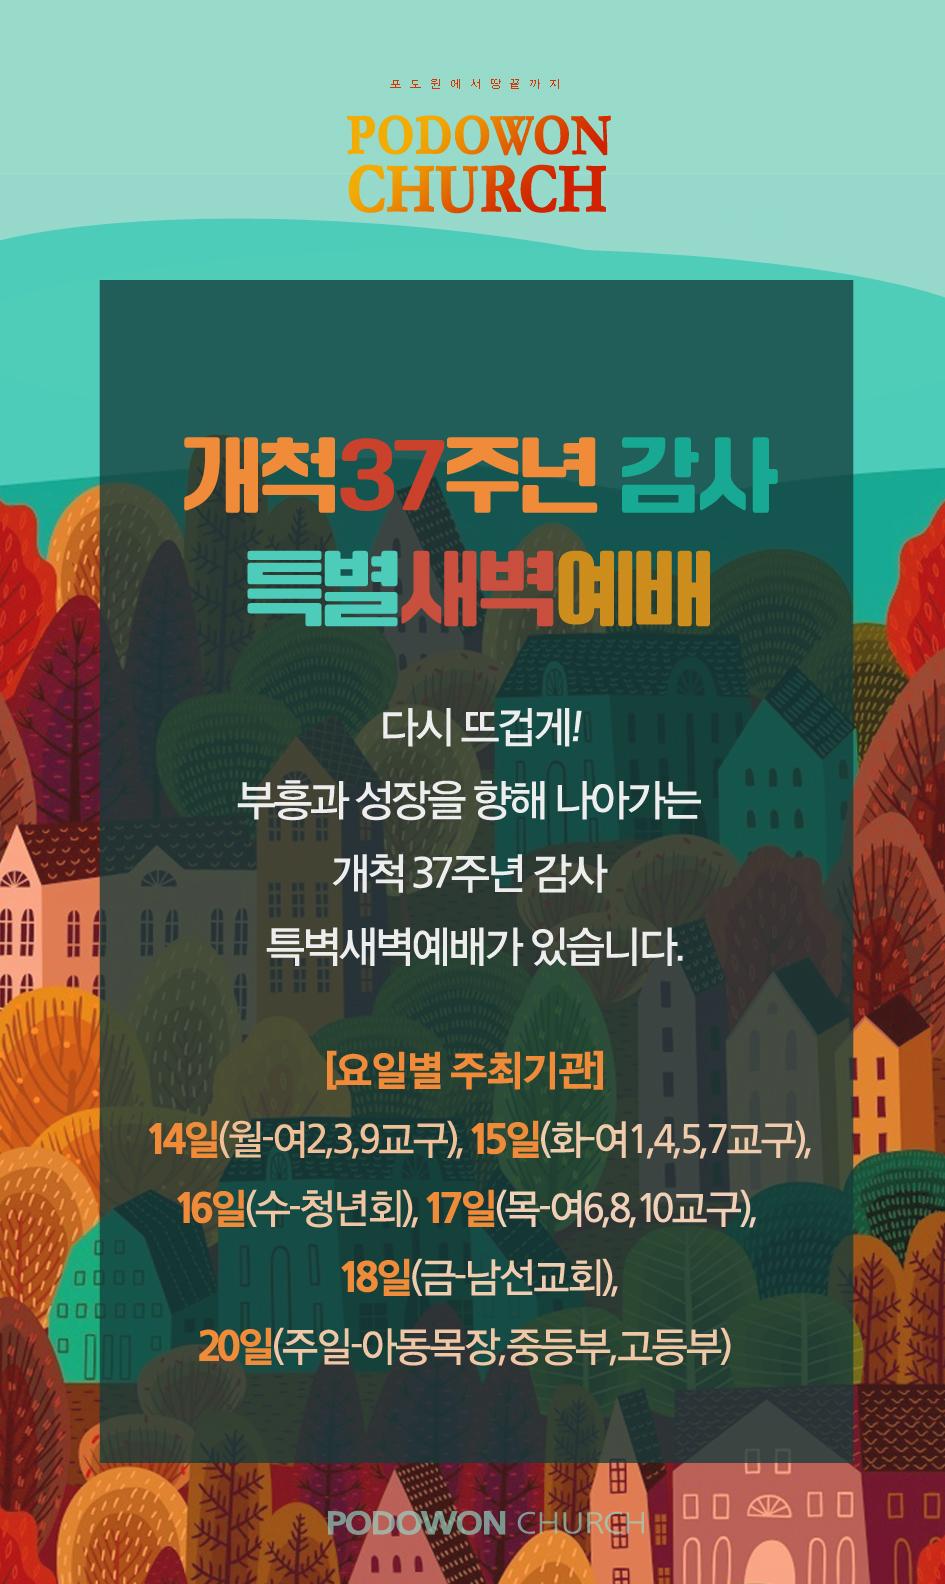 포도원에서땅끝까지
PODOWON
CHURCH
개척37주년 감사
특별새벽예배
다시 뜨겁게!
부흥과 성장을 향해 나아가는
개척 37주년 감사
특벽새벽예배가 있습니다.
[요일별 주최기관]
14일(월-여2,3,9교구), 15일(화-여1,4,5,7교구),
16일(수-청년회), 17일(목-여6,8,10교구),
18일(금-남선교회),
20일(주일-아동목장,중등부,고등부)
PODOWON CHURCH